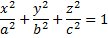 x²/a² + y²/b² + z²/c² = 1